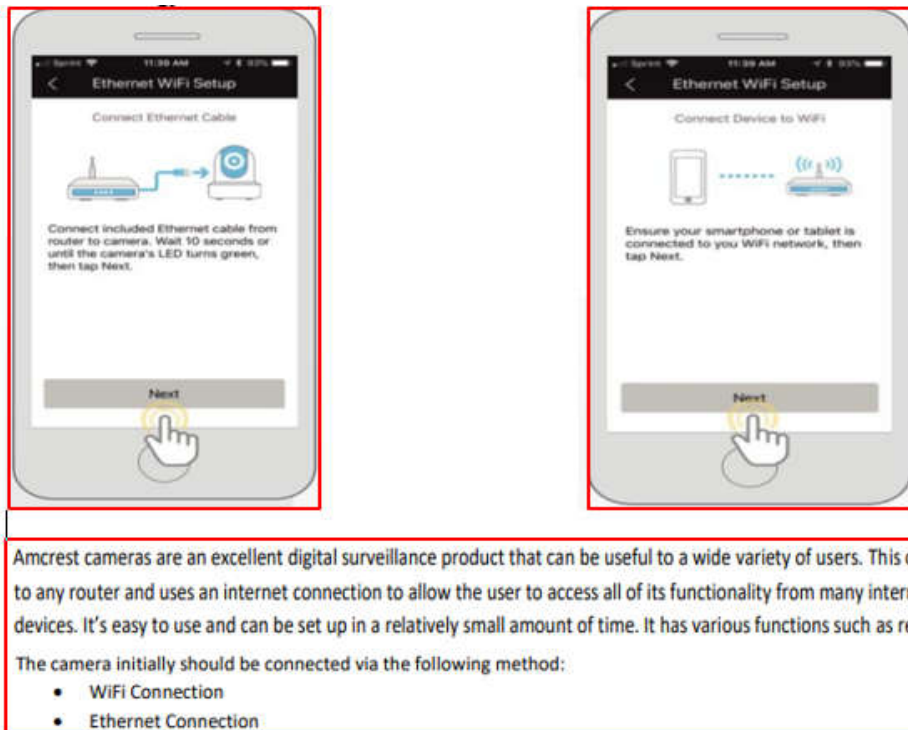 Sprint 11:39 AM 93%
Ethernet WiFi Setup
Connect Ethernet Cable
Connect included Ethernet cable from
router to camera. Wait 10 seconds or
until the camera's LED turns green,
then tap Next.
Next
Sprint 11:39 AM 93%
Ethernet WiFi Setup
Connect Device to WiFi
Ensure your smartphone or tablet is
connected to you WiFi network, then
tap Next.
Next
Amcrest cameras are an excellent digital surveillance product that can be useful to a wide variety of users. This
to any router and uses an internet connection to allow the user to access all of its functionality from many
devices. It's easy to use and can be set up in a relatively small amount of time. It has various functions such as
The camera initially should be connected via the following method:
• WiFi Connection
• Ethernet Connection